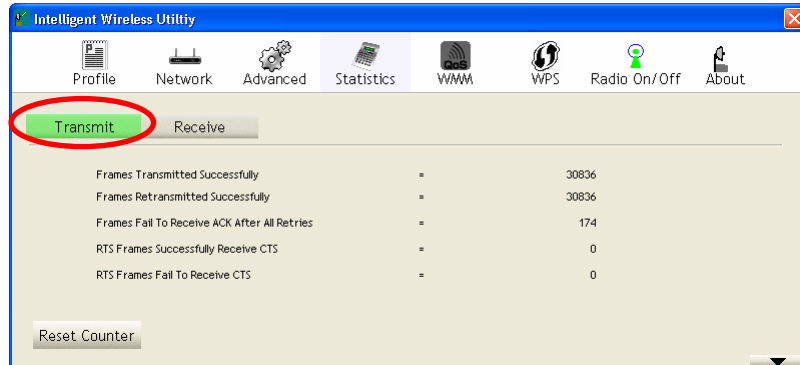 Intelligent Wireless Utiltiy
Profile Network Advanced Statistics QoS WMM WPS Radio On/Off About
Transmit Receive
Frames Transmitted Successfully = 30836
Frames Retransmitted Successfully = 30836
Frames Fail To Receive ACK After All Retries = 174
RTS Frames Successfully Receive CTS = 0
RTS Frames Fail To Receive CTS = 0
Reset Counter